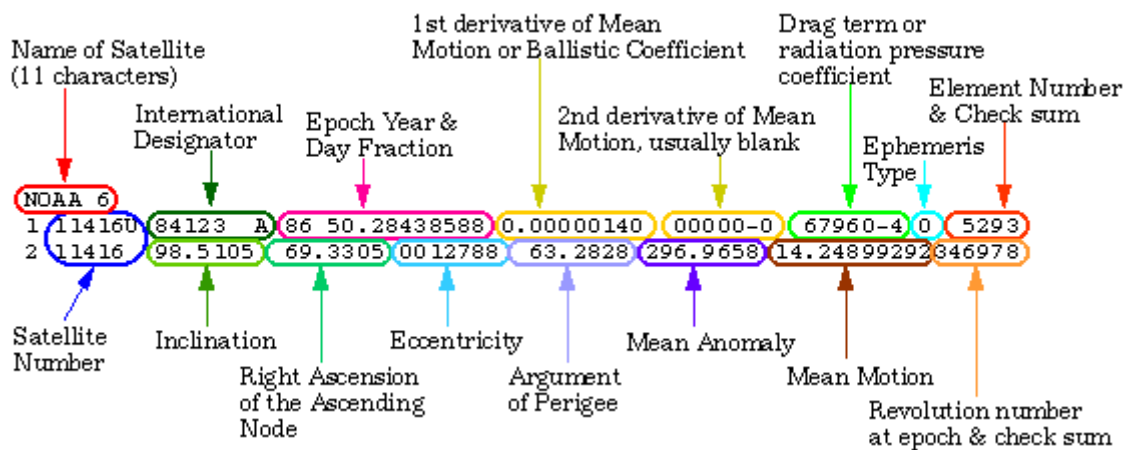 Name of Satellite
(11 characters)
International
Designator
Epoch Year &
Day Fraction
1st derivative of Mean
Motion or Ballistic Coefficient
2nd derivative of Mean
Motion, usually blank
Drag term or
radiation pressure
coefficient
Ephemeris
Type
Element Number
& Check sum
NOAA 6
1 11416U 84123 A 86 50.28438588 0.00000140 00000-0 67960-4 0 5293
2 11416 98.5105 69.3305 0012788 63.2828 296.9658 14.24899292346978
Satellite
Number
Inclination
Right Ascension
of the Ascending
Node
Eccentricity
Argument
of Perigee
Mean Anomaly
Mean Motion
Revolution number
at epoch & check sum